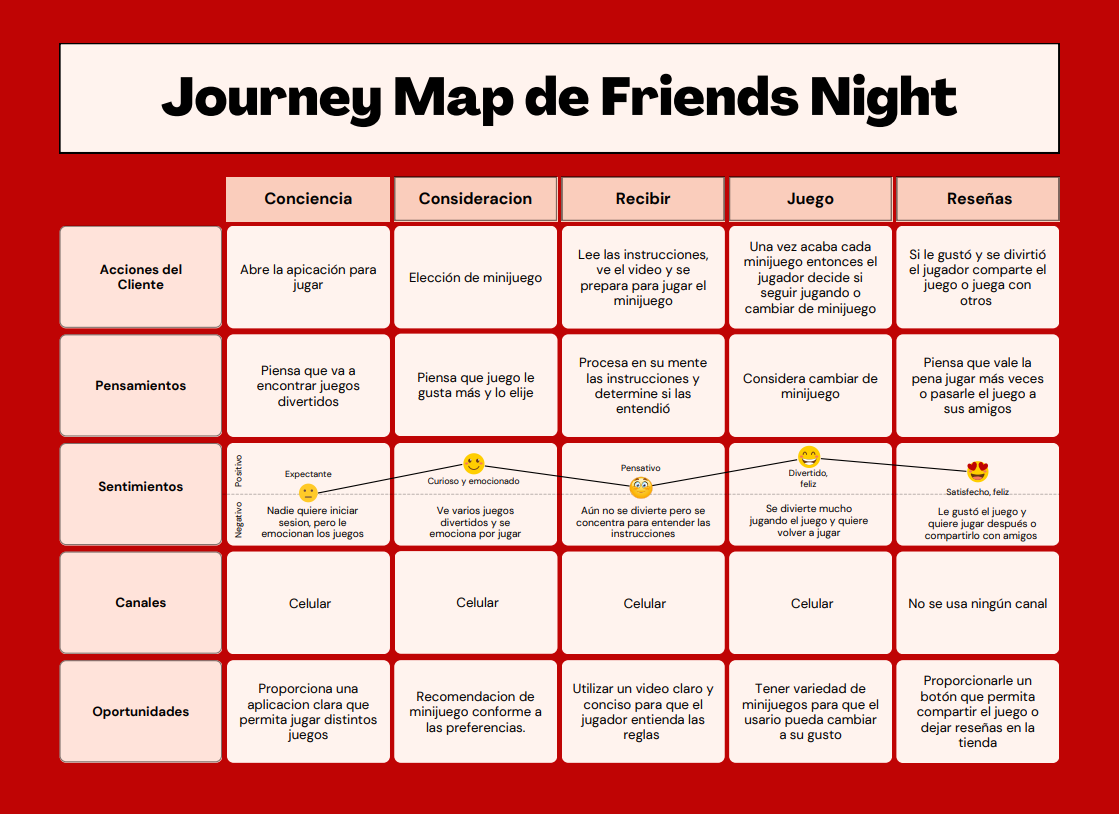 Journey Map de Friends Night
Conciencia
Consideracion
Recibir
Juego
Reseñas
Acciones del
Cliente
Abre la apicación para
jugar
Elección de minijuego
Lee las instrucciones,
ve el video y se
prepara para jugar el
minijuego
Una vez acaba cada
minijuego entonces el
jugador decide si
seguir jugando o
cambiar de minijuego
Si le gustó y se divirtió
el jugador comparte el
juego o juega con
otros
Pensamientos
Piensa que va a
encontrar juegos
divertidos
Piensa que juego le
gusta más y lo elije
Procesa en su mente
las instrucciones y
determine si las
entendió
Considera cambiar de
minijuego
Piensa que vale la
pena jugar más veces
o pasarle el juego a
sus amigos
Sentimientos
Positivo
Negativo
Expectante
Nadie quiere iniciar
sesion, pero le
emocionan los juegos
Curioso y emocionado
Ve varios juegos
divertidos y se
emociona por jugar
Pensativo
Aún no se divierte pero se
concentra para entender las
instrucciones
Divertido,
feliz
Se divierte mucho
jugando el juego y quiere
volver a jugar
Satisfecho, feliz
Le gustó el juego y
quiere jugar después o
compartirlo con amigos
Canales
Celular
Celular
Celular
Celular
No se usa ningún canal
Oportunidades
Proporciona una
aplicacion clara que
permita jugar distintos
juegos
Recomendacion de
minijuego conforme a
las preferencias.
Utilizar un video claro y
conciso para que el
jugador entienda las
reglas
Tener variedad de
minijuegos para que el
usario pueda cambiar
a su gusto
Proporcionarle un
botón que permita
compartir el juego o
dejar reseñas en la
tienda